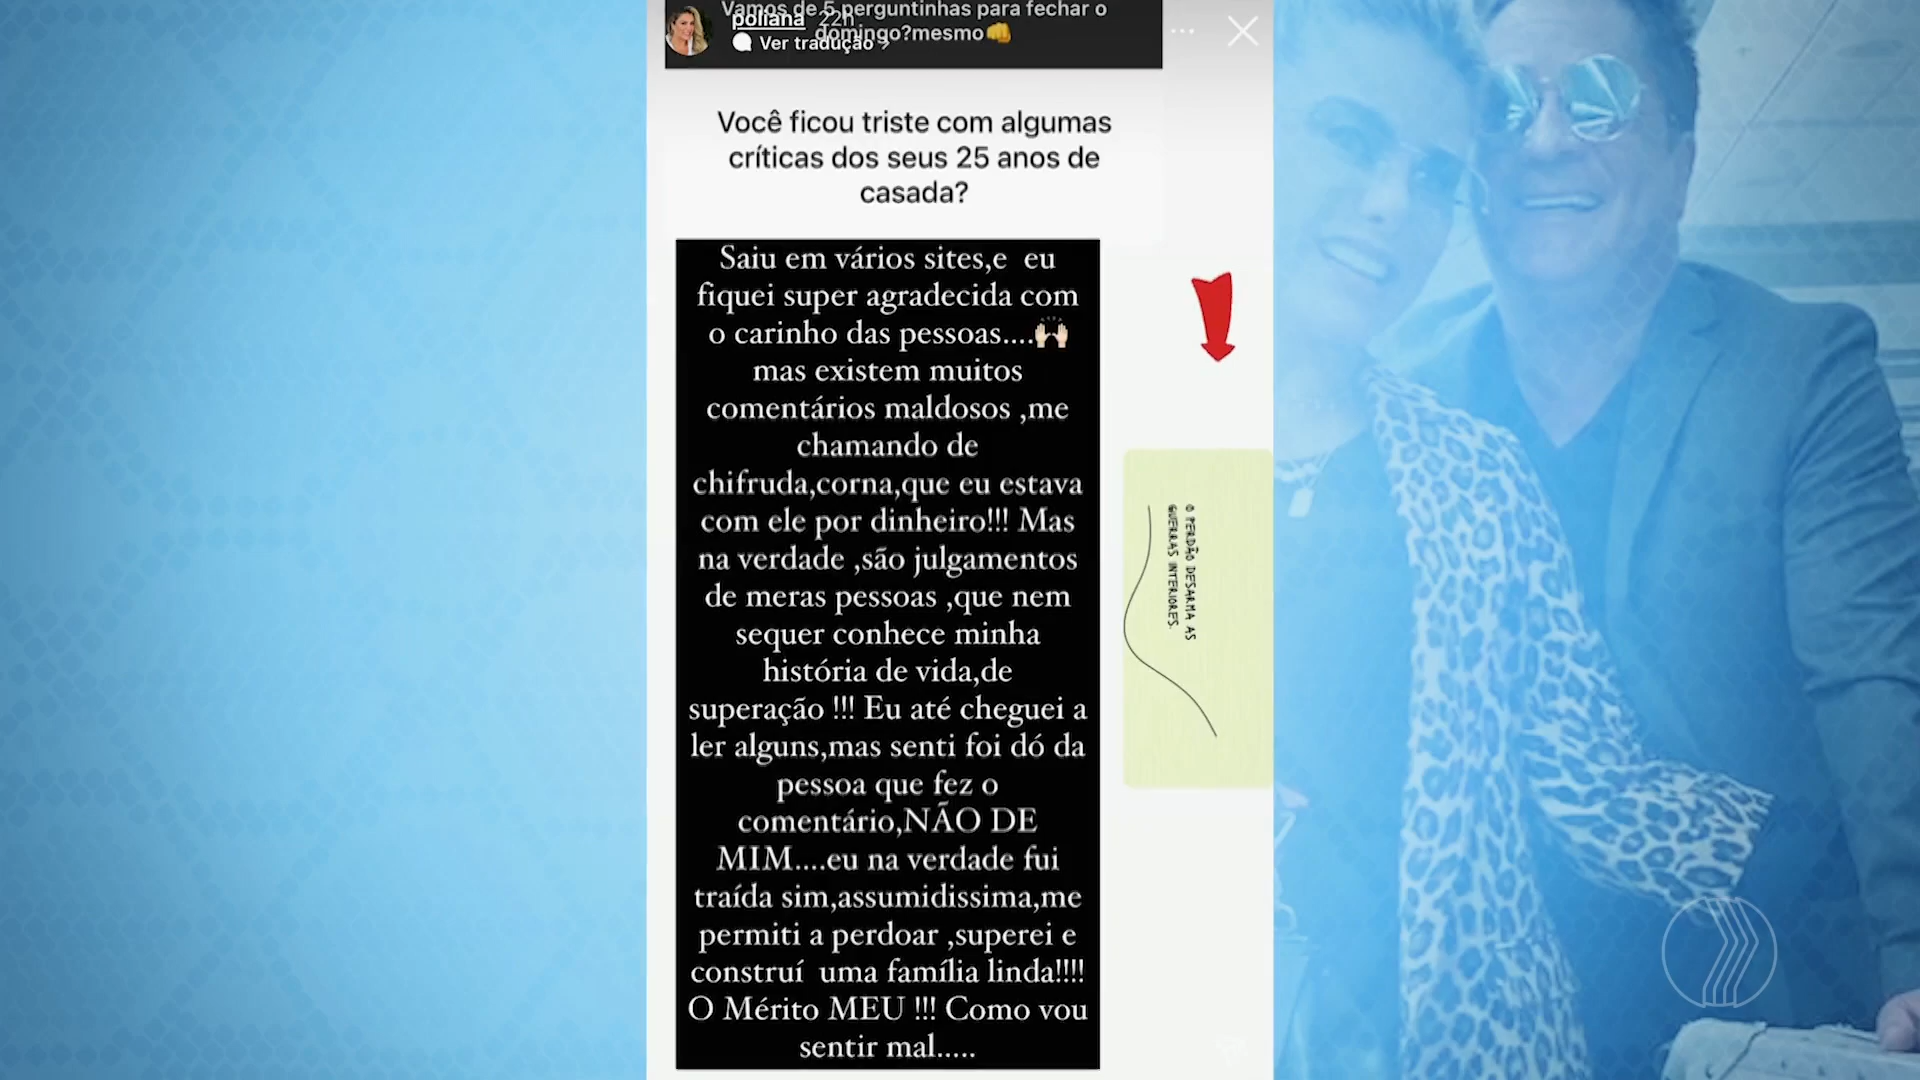 Vamos de 5 perguntinhas para fechar o
domingo?mesmo👊
poliana 22h
Ver tradução >
Você ficou triste com algumas
críticas dos seus 25 anos de
casada?
Saiu em vários sites,e eu
fiquei super agradecida com
o carinho das pessoas....🙌🏻
mas existem muitos
comentários maldosos ,me
chamando de
chifruda,corna,que eu estava
com ele por dinheiro!!! Mas
na verdade ,são julgamentos
de meras pessoas ,que nem
sequer conhece minha
história de vida,de
superação !!! Eu até cheguei a
ler alguns,mas senti foi dó da
pessoa que fez o
comentário,NÃO DE
MIM....eu na verdade fui
traída sim,assumidissima,me
permiti a perdoar ,superei e
construí uma família linda!!!!
O Mérito MEU !!! Como vou
sentir mal.....
O PERDÃO DESARMA AS
GUERRAS INTERIORES.